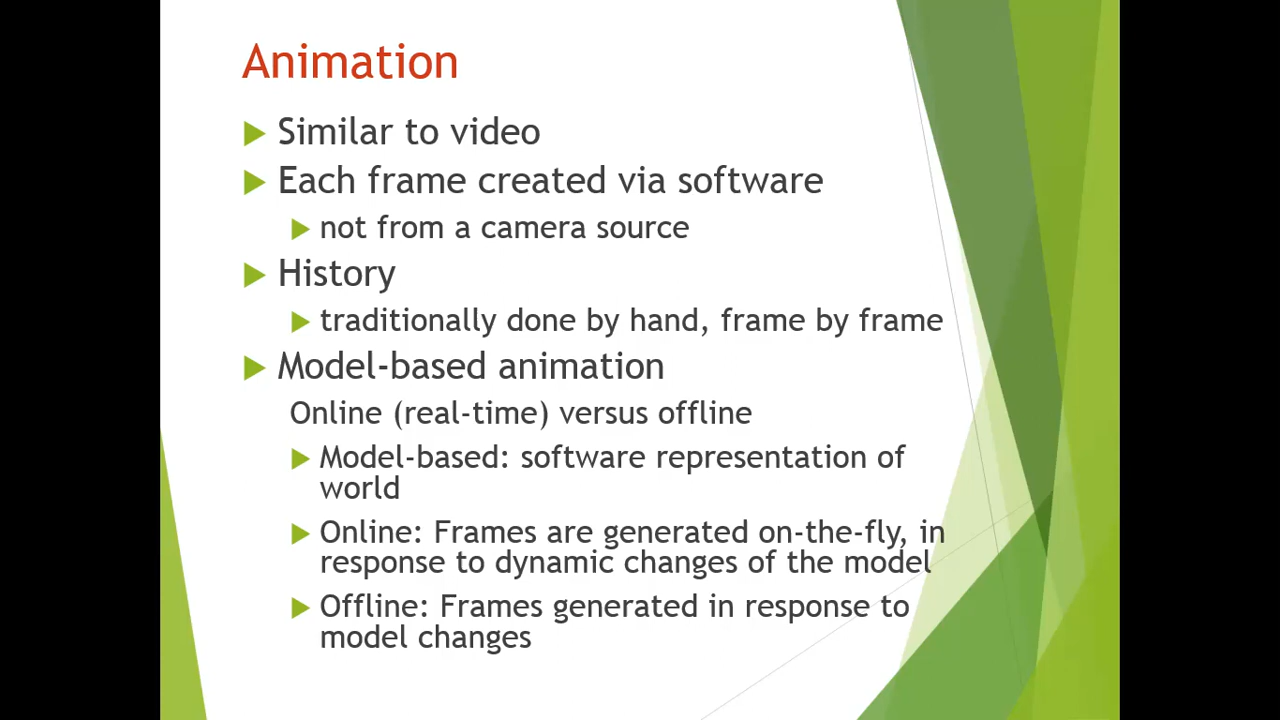 Animation
Similar to video
Each frame created via software
not from a camera source
History
traditionally done by hand, frame by frame
Model-based animation
Online (real-time) versus offline
Model-based: software representation of
world
Online: Frames are generated on-the-fly, in
response to dynamic changes of the model
Offline: Frames generated in response to
model changes